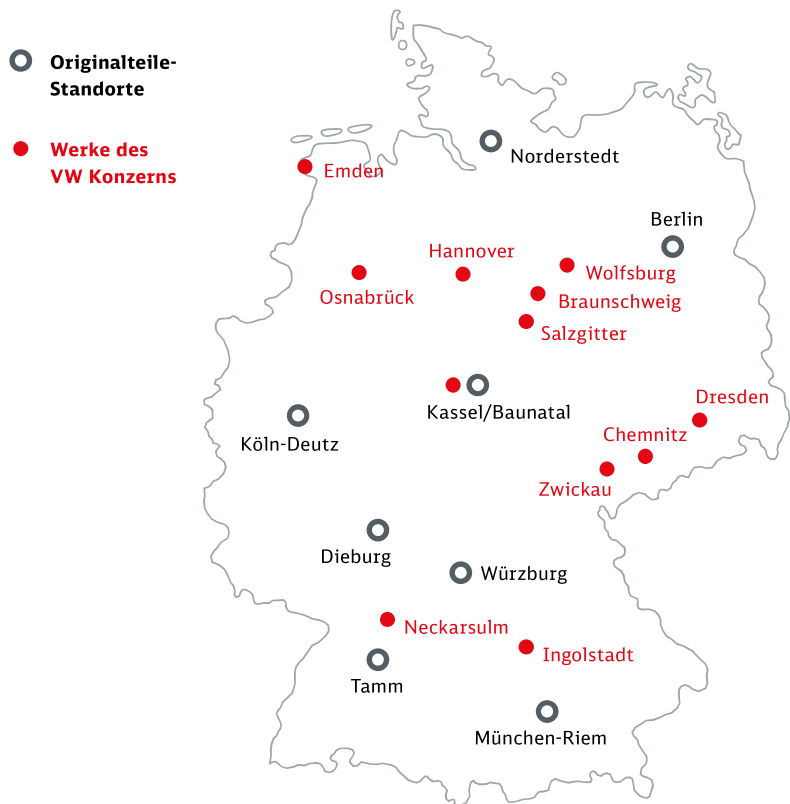 Originalteile-
Standorte
Werke des
VW Konzerns
Norderstedt
Emden
Berlin
Hannover
Wolfsburg
Osnabrück
Braunschweig
Salzgitter
Dresden
Kassel/Baunatal
Chemnitz
Köln-Deutz
Zwickau
Dieburg
Würzburg
Neckarsulm
Ingolstadt
Tamm
München-Riem